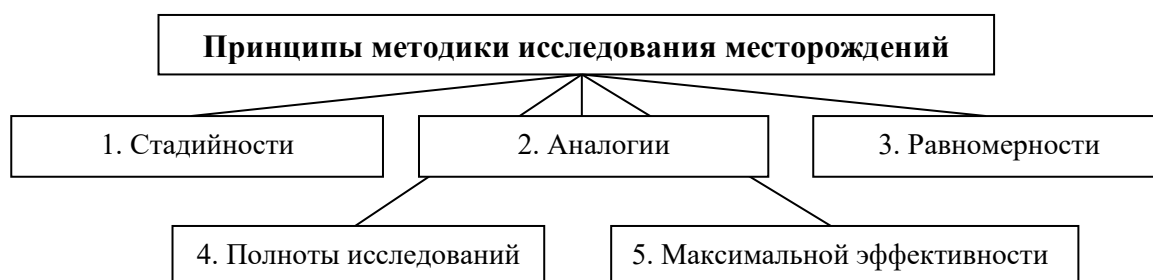 Принципы методики исследования месторождений
1. Стадийности
2. Аналогии
3. Равномерности
4. Полноты исследований
5. Максимальной эффективности